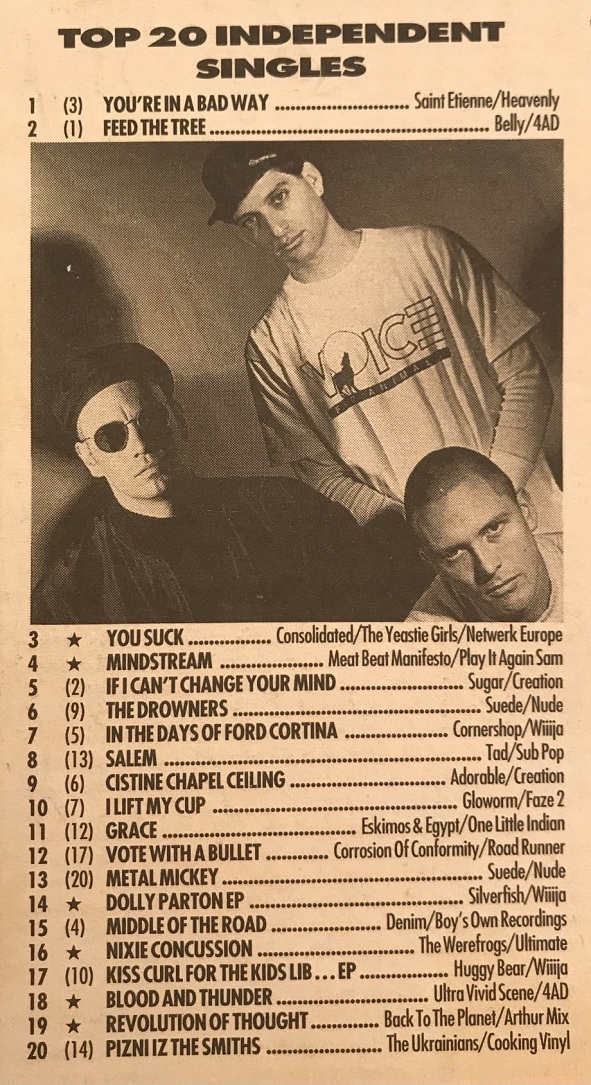 TOP 20 INDEPENDENT
SINGLES
1 (3) YOU'RE IN A BAD WAY ........................... Saint Etienne/Heavenly
2 (1) FEED THE TREE ........................................................ Belly/4AD
VOICE
FOR ANIMALS
3 ★ YOU SUCK ................ Consolidated/The Yeastie Girls/Netwerk Europe
4 ★ MINDSTREAM .................... Meat Beat Manifesto/Play It Again Sam
5 (2) IF I CAN'T CHANGE YOUR MIND ........................ Sugar/Creation
6 (9) THE DROWNERS ................................................ Suede/Nude
7 (5) IN THE DAYS OF FORD CORTINA .................... Cornershop/Wiiija
8 (13) SALEM ............................................................... Tad/Sub Pop
9 (6) CISTINE CHAPEL CEILING ............................... Adorable/Creation
10 (7) I LIFT MY CUP ................................................ Gloworm/Faze 2
11 (12) GRACE ...................................... Eskimos & Egypt/One Little Indian
12 (17) VOTE WITH A BULLET ............ Corrosion Of Conformity/Road Runner
13 (20) METAL MICKEY .................................................. Suede/Nude
14 ★ DOLLY PARTON EP ........................................... Silverfish/Wiiija
15 (4) MIDDLE OF THE ROAD ........................... Denim/Boy's Own Recordings
16 ★ NIXIE CONCUSSION ............................... The Werefrogs/Ultimate
17 (10) KISS CURL FOR THE KIDS LIB ... EP ................. Huggy Bear/Wiiija
18 ★ BLOOD AND THUNDER .............................. Ultra Vivid Scene/4AD
19 ★ REVOLUTION OF THOUGHT ............. Back To The Planet/Arthur Mix
20 (14) PIZNI IZ THE SMITHS ...................... The Ukrainians/Cooking Vinyl